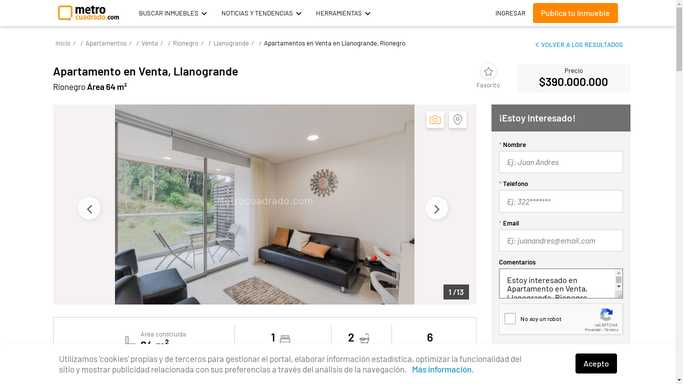 metro
cuadrado.com
BUSCAR INMUEBLES
NOTICIAS Y TENDENCIAS
HERRAMIENTAS
INGRESAR
Publica tu Inmueble
Inicio / / Apartamentos / / Venta / / Rionegro / / Llanogrande / / Apartamentos en Venta en Llanogrande, Rionegro
VOLVER A LOS RESULTADOS
Apartamento en Venta, Llanogrande
Rionegro Area 64 m²
Favorito
Precio
$390.000.000
metrocuadrado.com
1 /13
¡Estoy Interesado!
* Nombre
Ej: Juan Andres
* Telefono
Ej: 322*******
* Email
Ej: juanandres@email.com
Comentarios
Estoy interesado en
Apartamento en Venta,
Llanogrande, Rionegro
No soy un robot
reCAPTCHA
Privacidad - Términos
Área construida
64 m²
1
2
6
Utilizamos 'cookies' propias y de terceros para gestionar el portal, elaborar información estadística, optimizar la funcionalidad del
sitio y mostrar publicidad relacionada con sus preferencias a través del análisis de la navegación. Más información.
Acepto